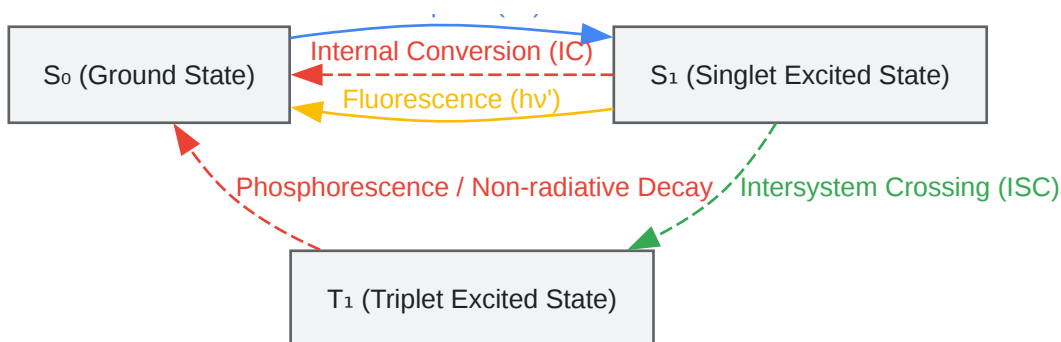 S₀ (Ground State)
Internal Conversion (IC)
S₁ (Singlet Excited State)
Fluorescence (hν')
Phosphorescence / Non-radiative Decay
Intersystem Crossing (ISC)
T₁ (Triplet Excited State)